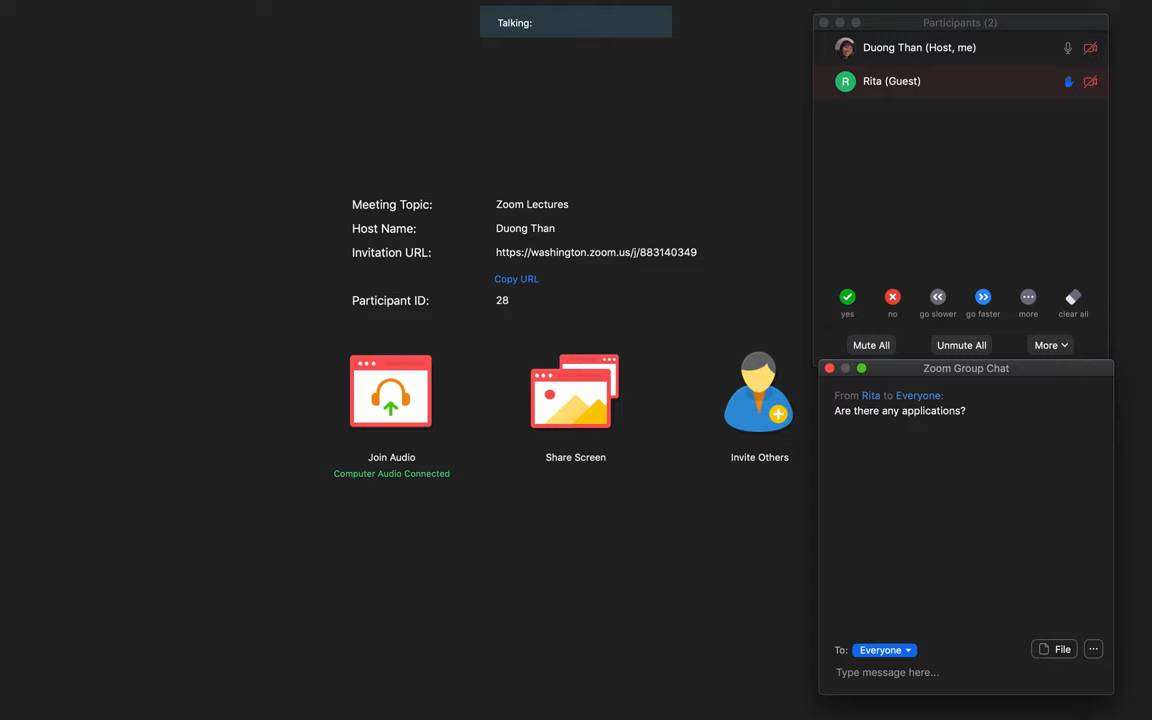 Talking:
Meeting Topic: Zoom Lectures
Host Name: Duong Than
Invitation URL: https://washington.zoom.us/j/883140349
Copy URL
Participant ID: 28
Join Audio
Computer Audio Connected
Share Screen
Invite Others
Participants (2)
Duong Than (Host, me)
R Rita (Guest)
yes no go slower go faster more clear all
Mute All Unmute All More
Zoom Group Chat
From Rita to Everyone:
Are there any applications?
To: Everyone File
Type message here...